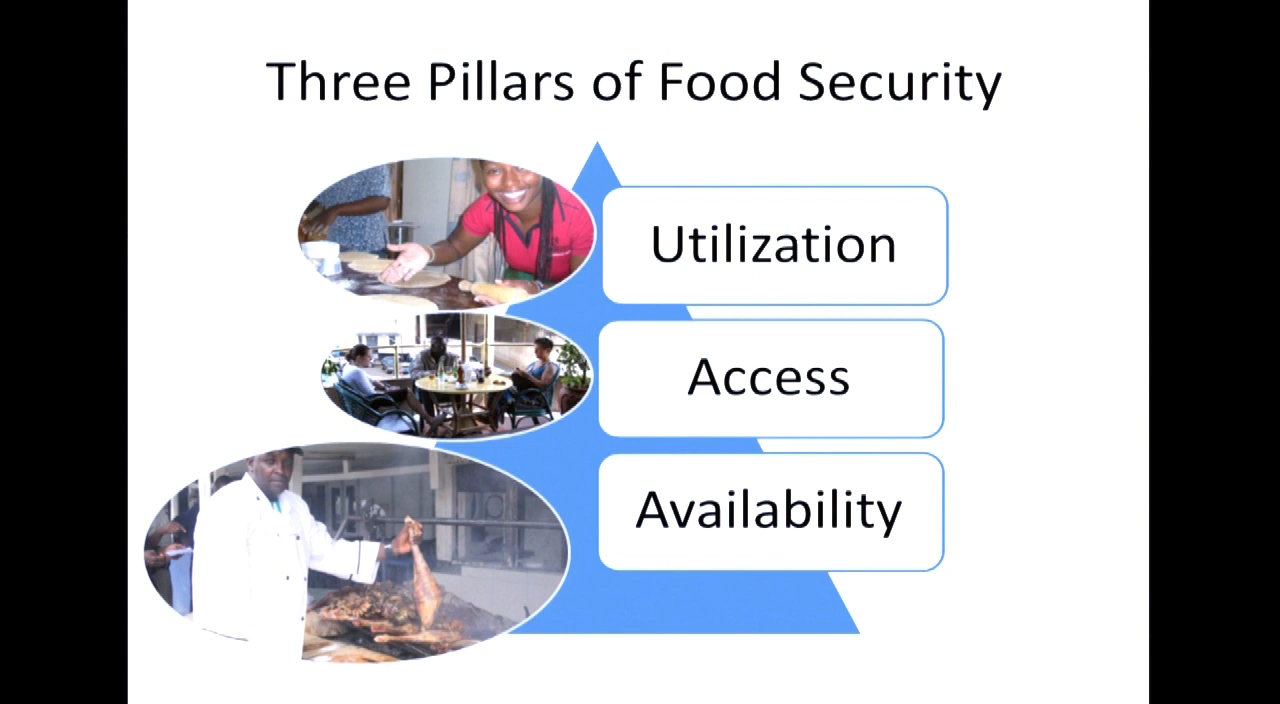 Three Pillars of Food Security
Utilization
Access
Availability